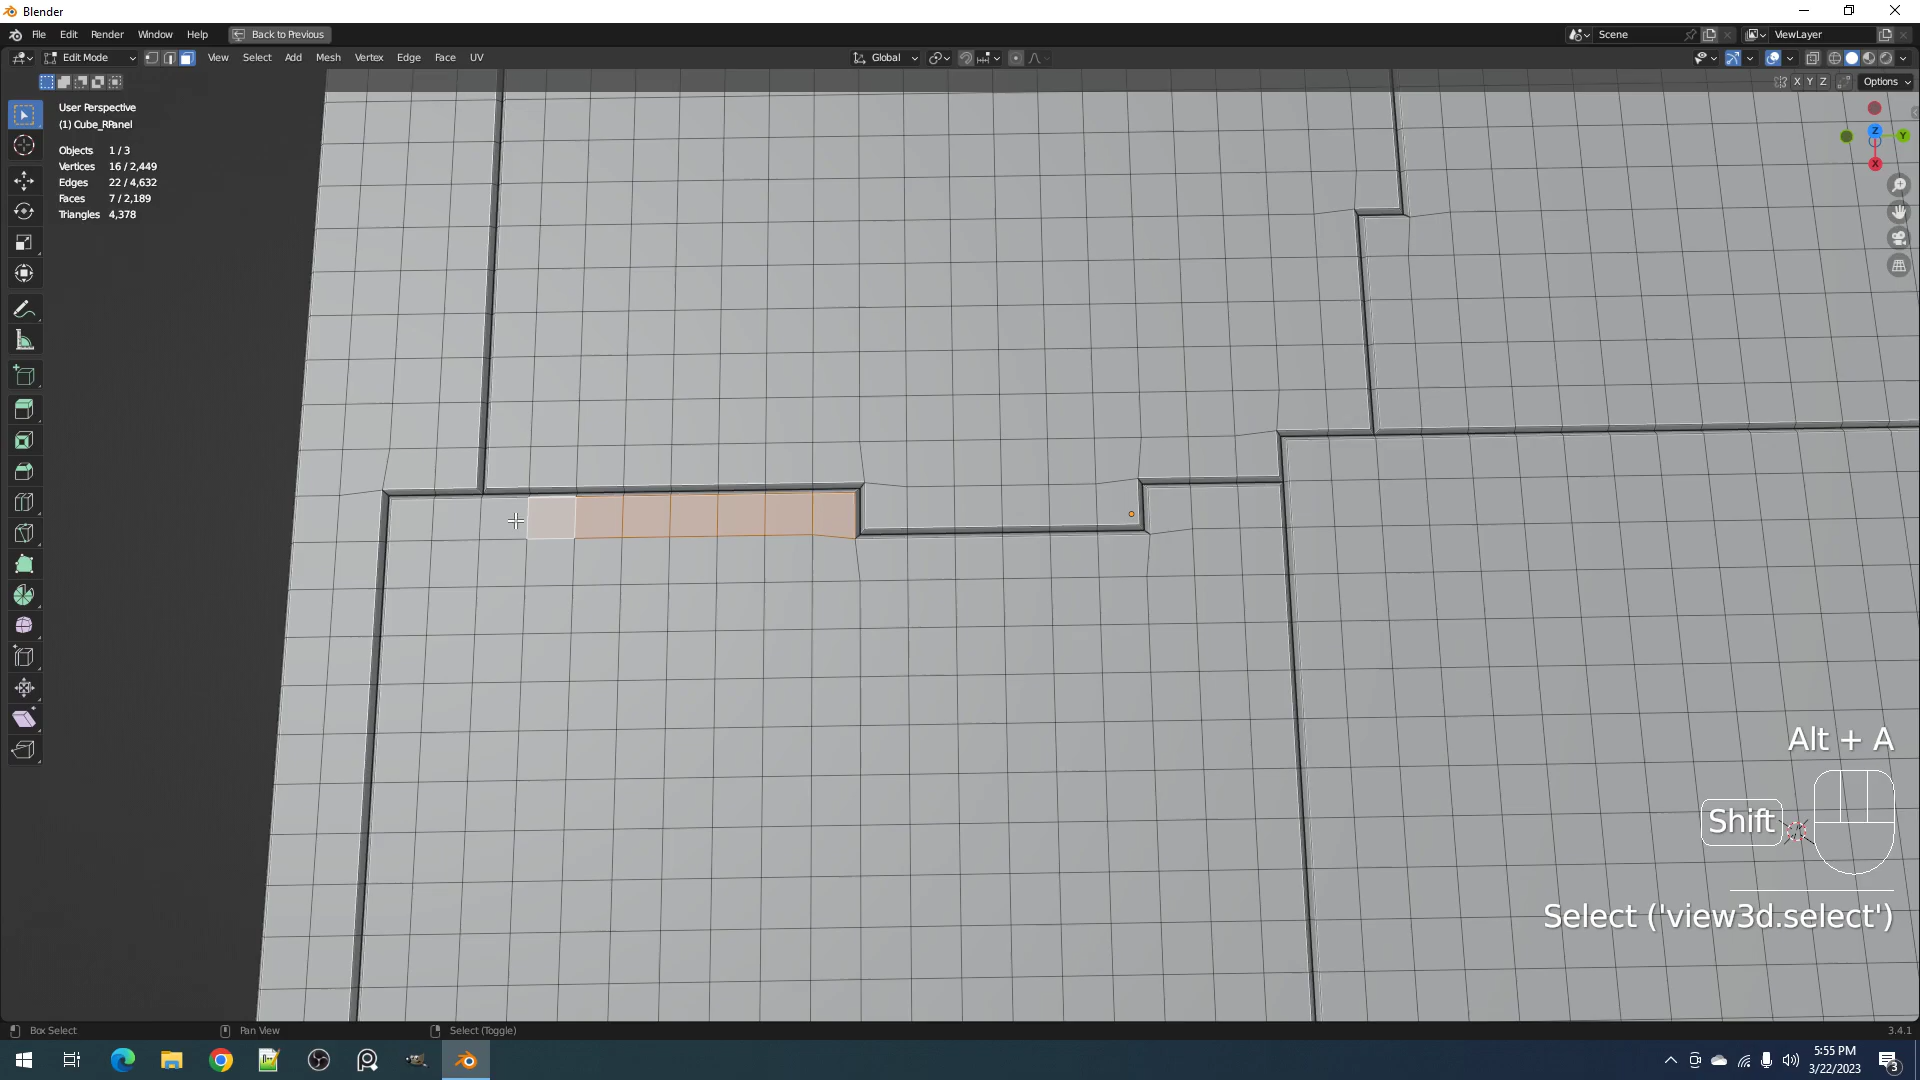 Blender
File Edit Render Window Help Back to Previous Scene ViewLayer
Edit Mode View Select Add Mesh Vertex Edge Face UV Global
X Y Z Options
User Perspective
(1) Cube_RPanel
Objects 1 / 3
Vertices 16 / 2,449
Edges 22 / 4,632
Faces 7 / 2,189
Triangles 4,378
Z
Y
X
Alt + A
Shift
Select ('view3d.select')
Box Select Pan View Select (Toggle) 3.4.1
5:55 PM
3/22/2023
3